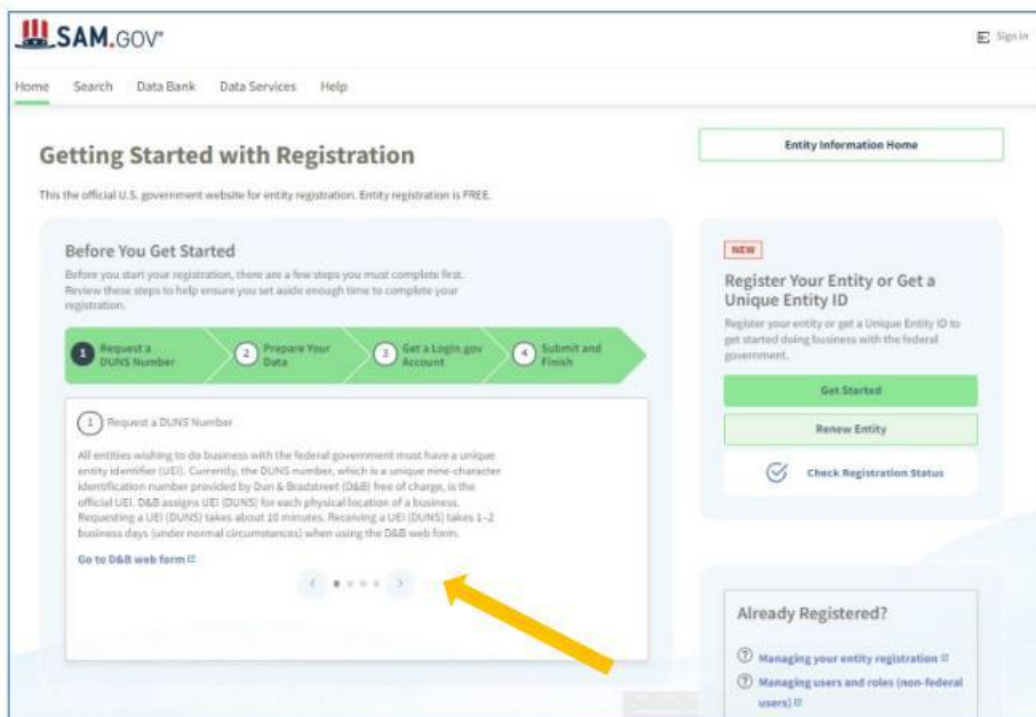 SAM.GOV®
Sign In
Home Search Data Bank Data Services Help
Getting Started with Registration
This the official U.S. government website for entity registration. Entity registration is FREE.
Before You Get Started
Before you start your registration, there are a few steps you must complete first.
Review these steps to help ensure you set aside enough time to complete your
registration.
1 Request a
DUNS Number
2 Prepare Your
Data
3 Get a Login.gov
Account
4 Submit and
Finish
1 Request a DUNS Number
All entities wishing to do business with the federal government must have a unique
entity identifier (UEI). Currently, the DUNS number, which is a unique nine-character
identification number provided by Dun & Bradstreet (D&B) free of charge, is the
official UEI. D&B assigns UEI (DUNS) for each physical location of a business.
Requesting a UEI (DUNS) takes about 10 minutes. Receiving a UEI (DUNS) takes 1–2
business days (under normal circumstances) when using the D&B web form.
Go to D&B web form
Entity Information Home
NEW
Register Your Entity or Get a
Unique Entity ID
Register your entity or get a Unique Entity ID to
get started doing business with the federal
government.
Get Started
Renew Entity
Check Registration Status
Already Registered?
Managing your entity registration
Managing users and roles (non-federal
users)